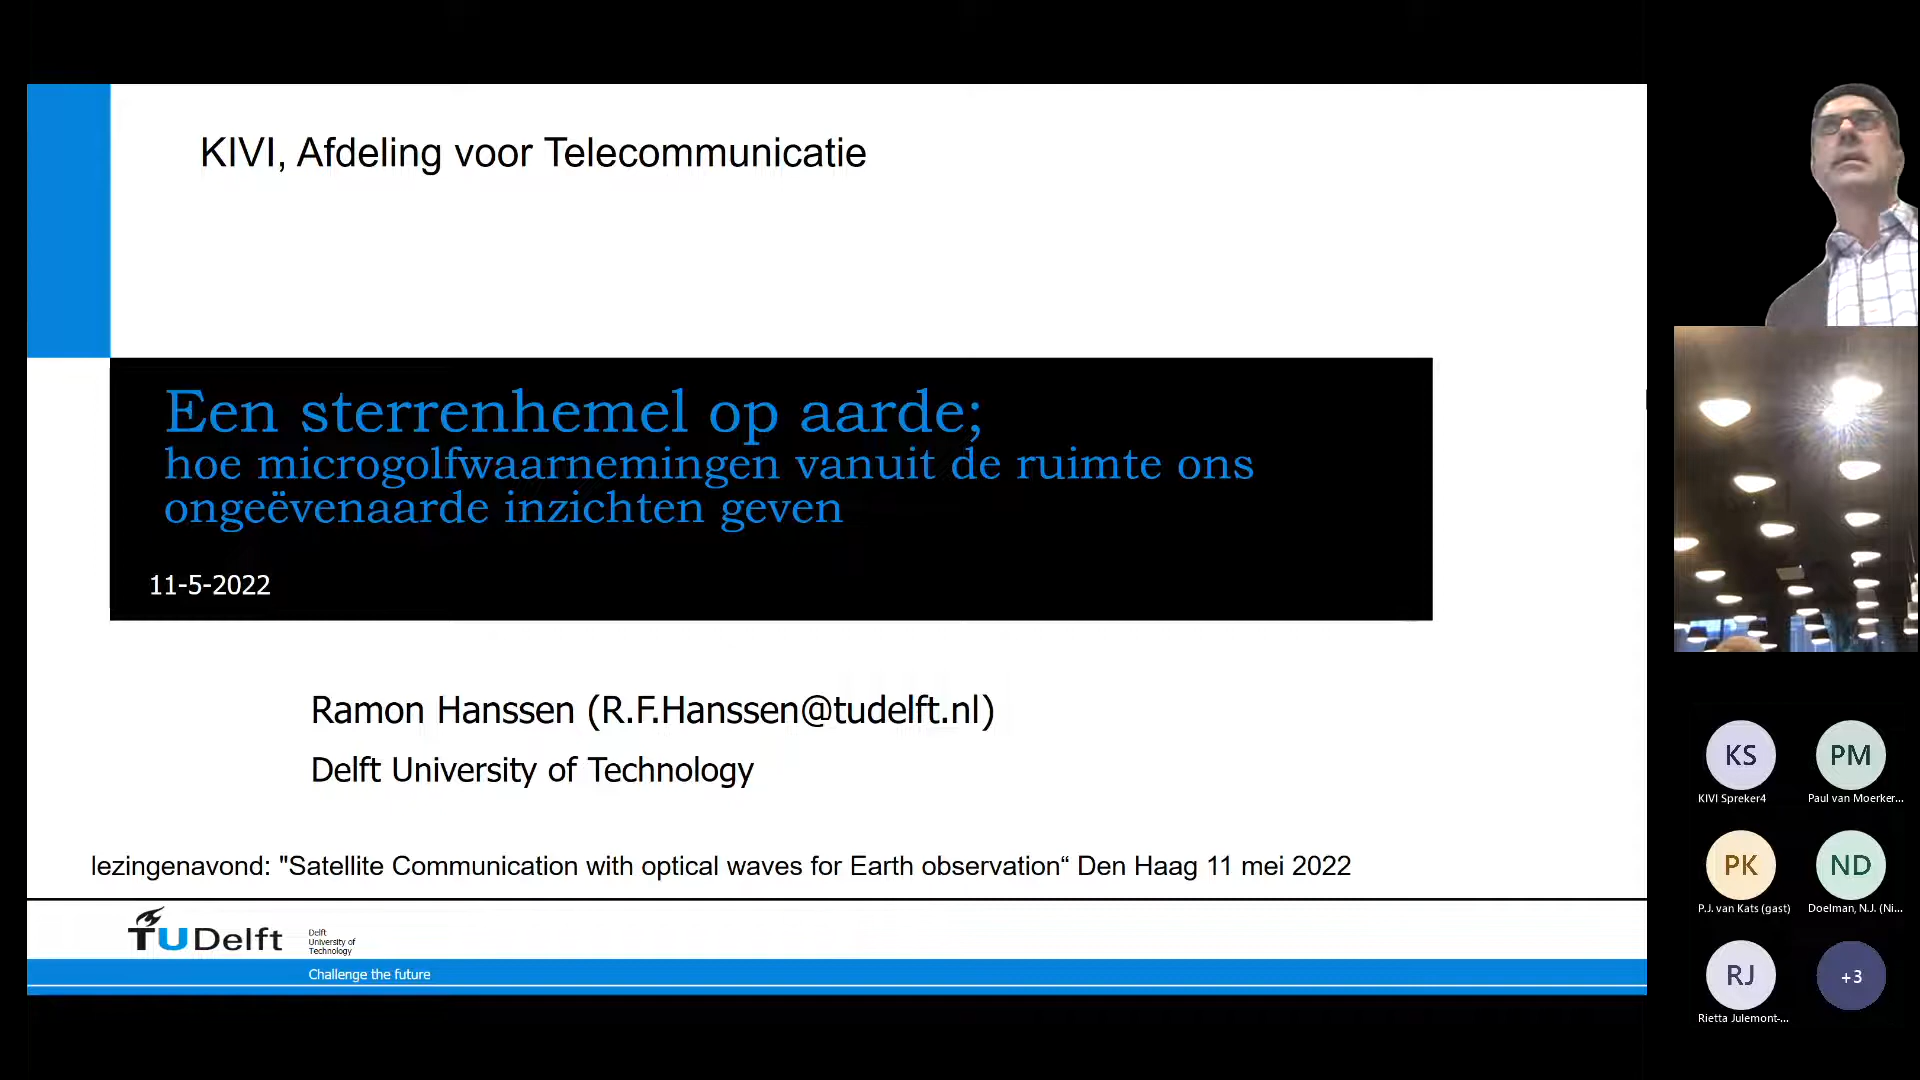 KIVI, Afdeling voor Telecommunicatie
Een sterrenhemel op aarde;
hoe microgolfwaarnemingen vanuit de ruimte ons
ongeëvenaarde inzichten geven
11-5-2022
Ramon Hanssen (R.F.Hanssen@tudelft.nl)
Delft University of Technology
lezingenavond: "Satellite Communication with optical waves for Earth observation“ Den Haag 11 mei 2022
TU Delft
Delft
University of
Technology
Challenge the future
KS
KIVI Spreker4
PM
Paul van Moerker...
PK
P.J. van Kats (gast)
ND
Doelman, N.J. (Ni...
RJ
Rietta Julemont-...
+3